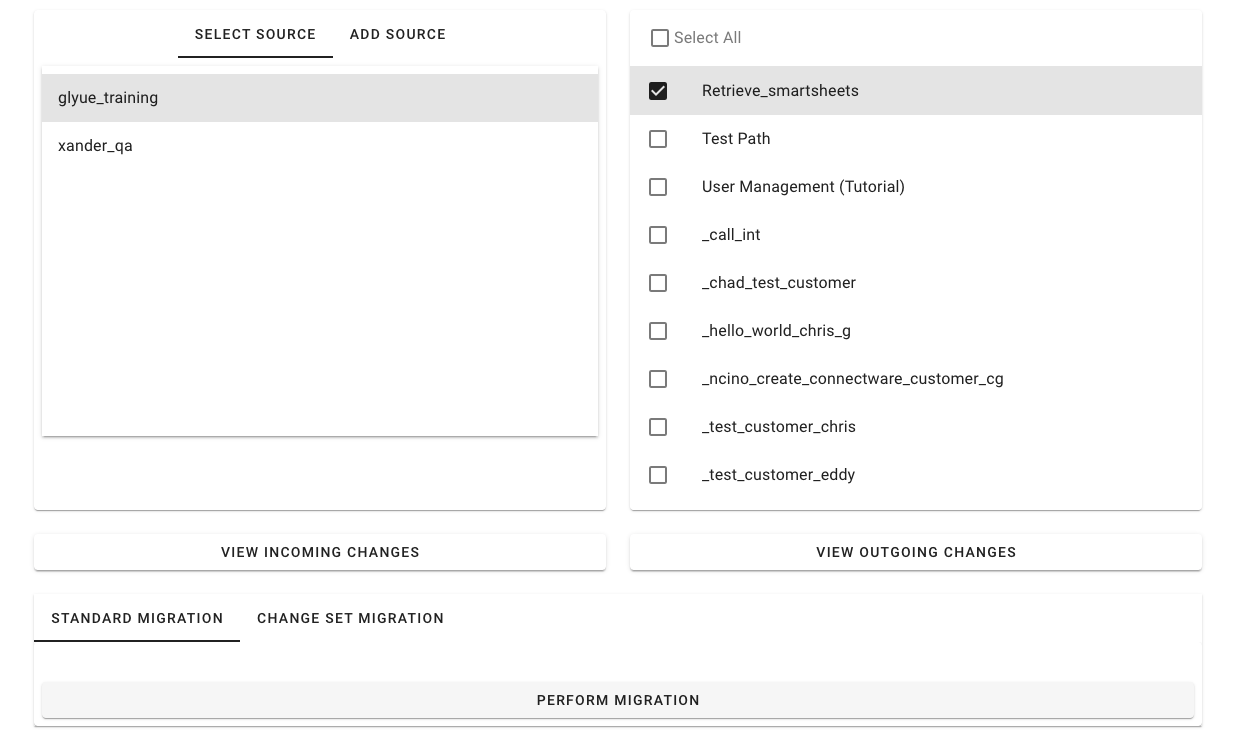 SELECT SOURCE ADD SOURCE
glyue_training
xander_qa
Select All
Retrieve_smartsheets
Test Path
User Management (Tutorial)
_call_int
_chad_test_customer
_hello_world_chris_g
_ncino_create_connectware_customer_cg
_test_customer_chris
_test_customer_eddy
VIEW INCOMING CHANGES
VIEW OUTGOING CHANGES
STANDARD MIGRATION CHANGE SET MIGRATION
PERFORM MIGRATION